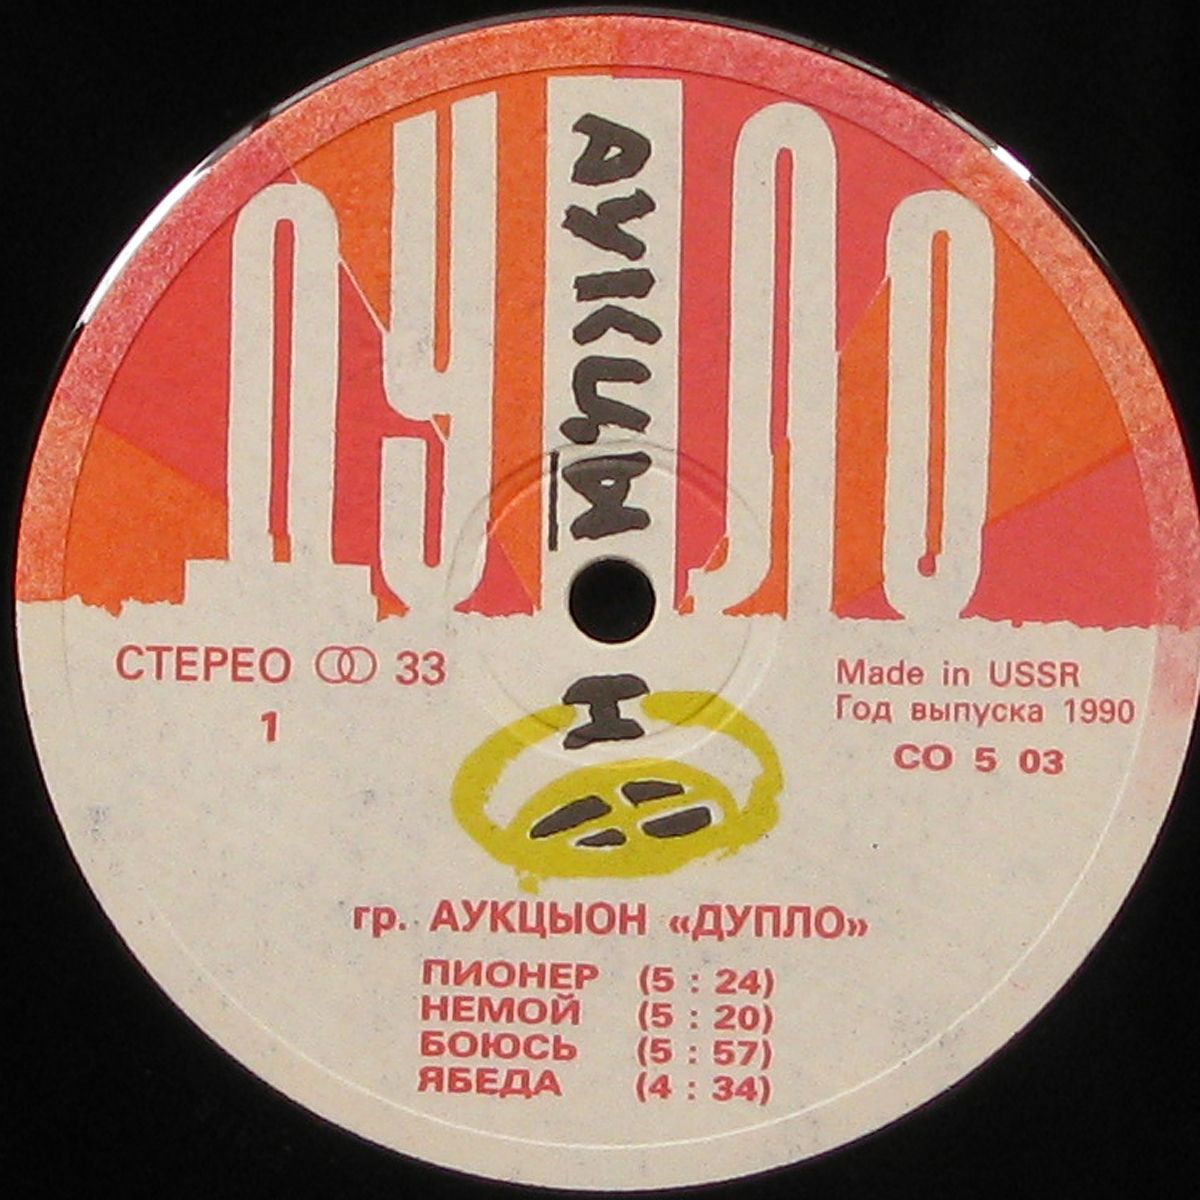 ДУПЛО
АУКЦЫОН
СТЕРЕО 33
1
Made in USSR
Год выпуска 1990
СО 5 03
гр. АУКЦЫОН «ДУПЛО»
ПИОНЕР (5 : 24)
НЕМОЙ (5 : 20)
БОЮСЬ (5 : 57)
ЯБЕДА (4 : 34)